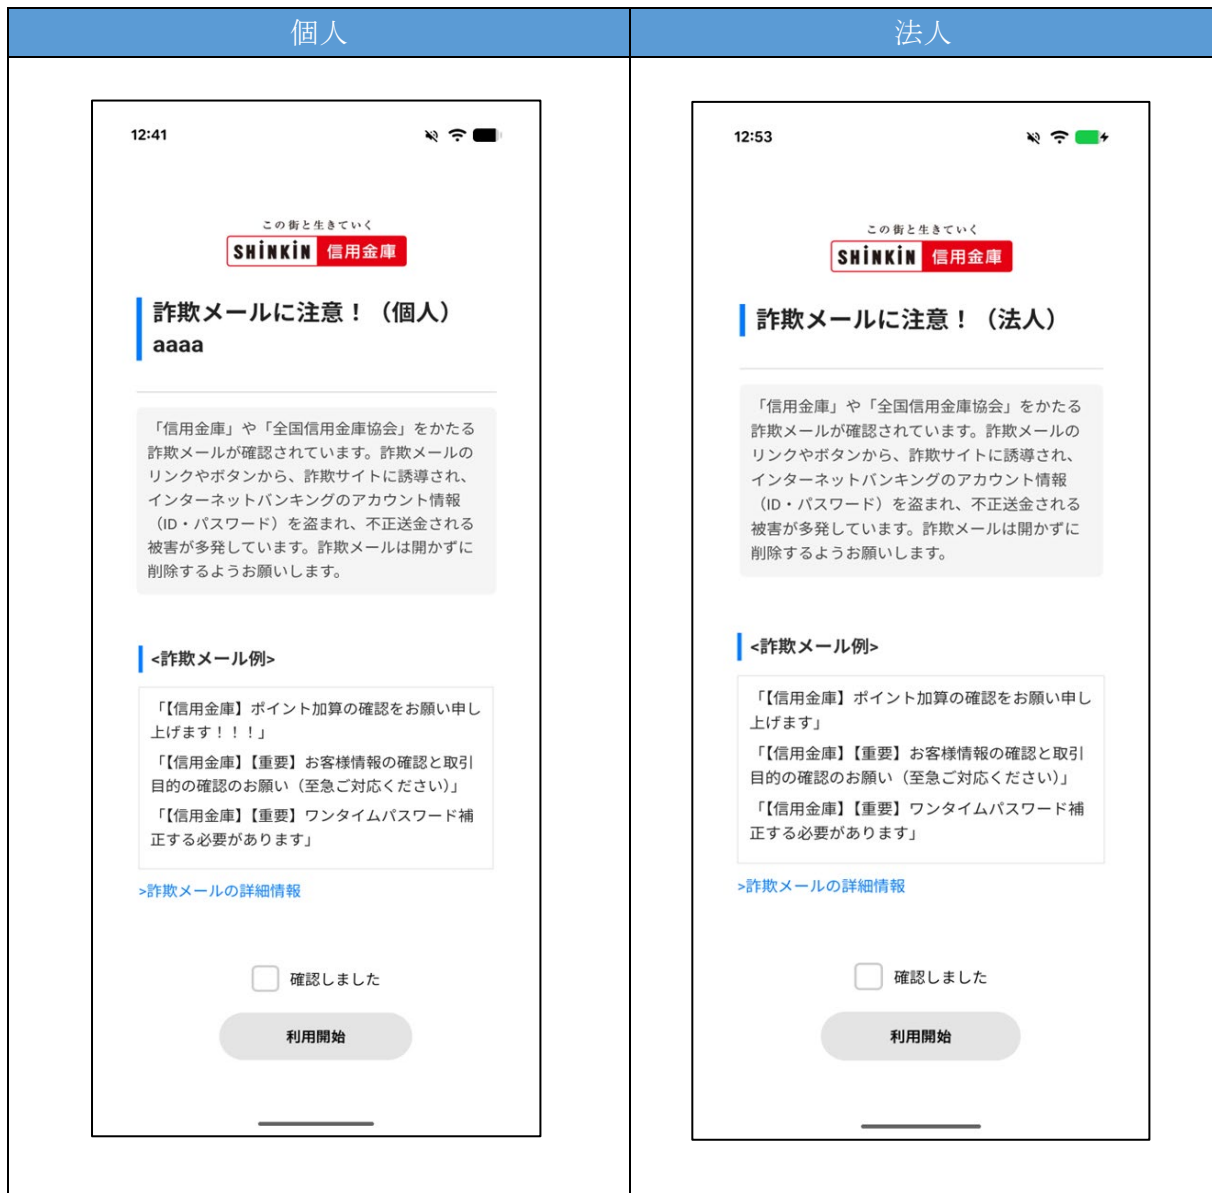 個人
12:41
この街と生きていく
SHINKIN 信用金庫
詐欺メールに注意！（個人）
aaaa
「信用金庫」や「全国信用金庫協会」をかたる
詐欺メールが確認されています。詐欺メールの
リンクやボタンから、詐欺サイトに誘導され、
インターネットバンキングのアカウント情報
（ID・パスワード）を盗まれ、不正送金される
被害が多発しています。詐欺メールは開かずに
削除するようお願いします。
<詐欺メール例>
「【信用金庫】ポイント加算の確認をお願い申し
上げます！！！」
「【信用金庫】【重要】お客様情報の確認と取引
目的の確認のお願い（至急ご対応ください）」
「【信用金庫】【重要】ワンタイムパスワード補
正する必要があります」
>詐欺メールの詳細情報
確認しました
利用開始
法人
12:53
この街と生きていく
SHINKIN 信用金庫
詐欺メールに注意！（法人）
「信用金庫」や「全国信用金庫協会」をかたる
詐欺メールが確認されています。詐欺メールの
リンクやボタンから、詐欺サイトに誘導され、
インターネットバンキングのアカウント情報
（ID・パスワード）を盗まれ、不正送金される
被害が多発しています。詐欺メールは開かずに
削除するようお願いします。
<詐欺メール例>
「【信用金庫】ポイント加算の確認をお願い申し
上げます」
「【信用金庫】【重要】お客様情報の確認と取引
目的の確認のお願い（至急ご対応ください）」
「【信用金庫】【重要】ワンタイムパスワード補
正する必要があります」
>詐欺メールの詳細情報
確認しました
利用開始